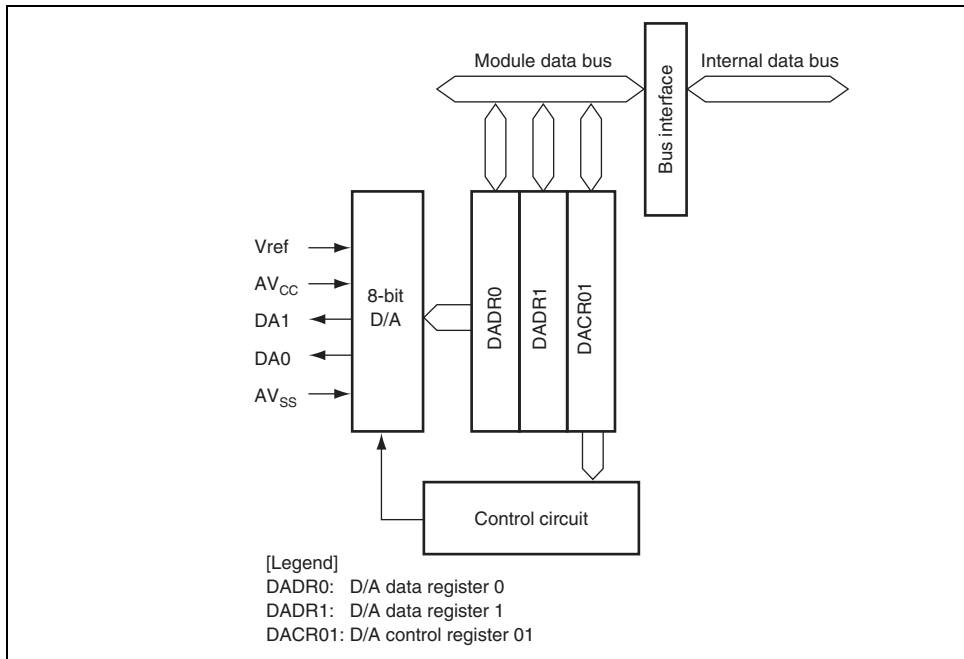 Module data bus
Internal data bus
Bus interface
Vref
AVCC
DA1
DA0
AVSS
8-bit
D/A
DADR0
DADR1
DACR01
Control circuit
[Legend]
DADR0: D/A data register 0
DADR1: D/A data register 1
DACR01: D/A control register 01